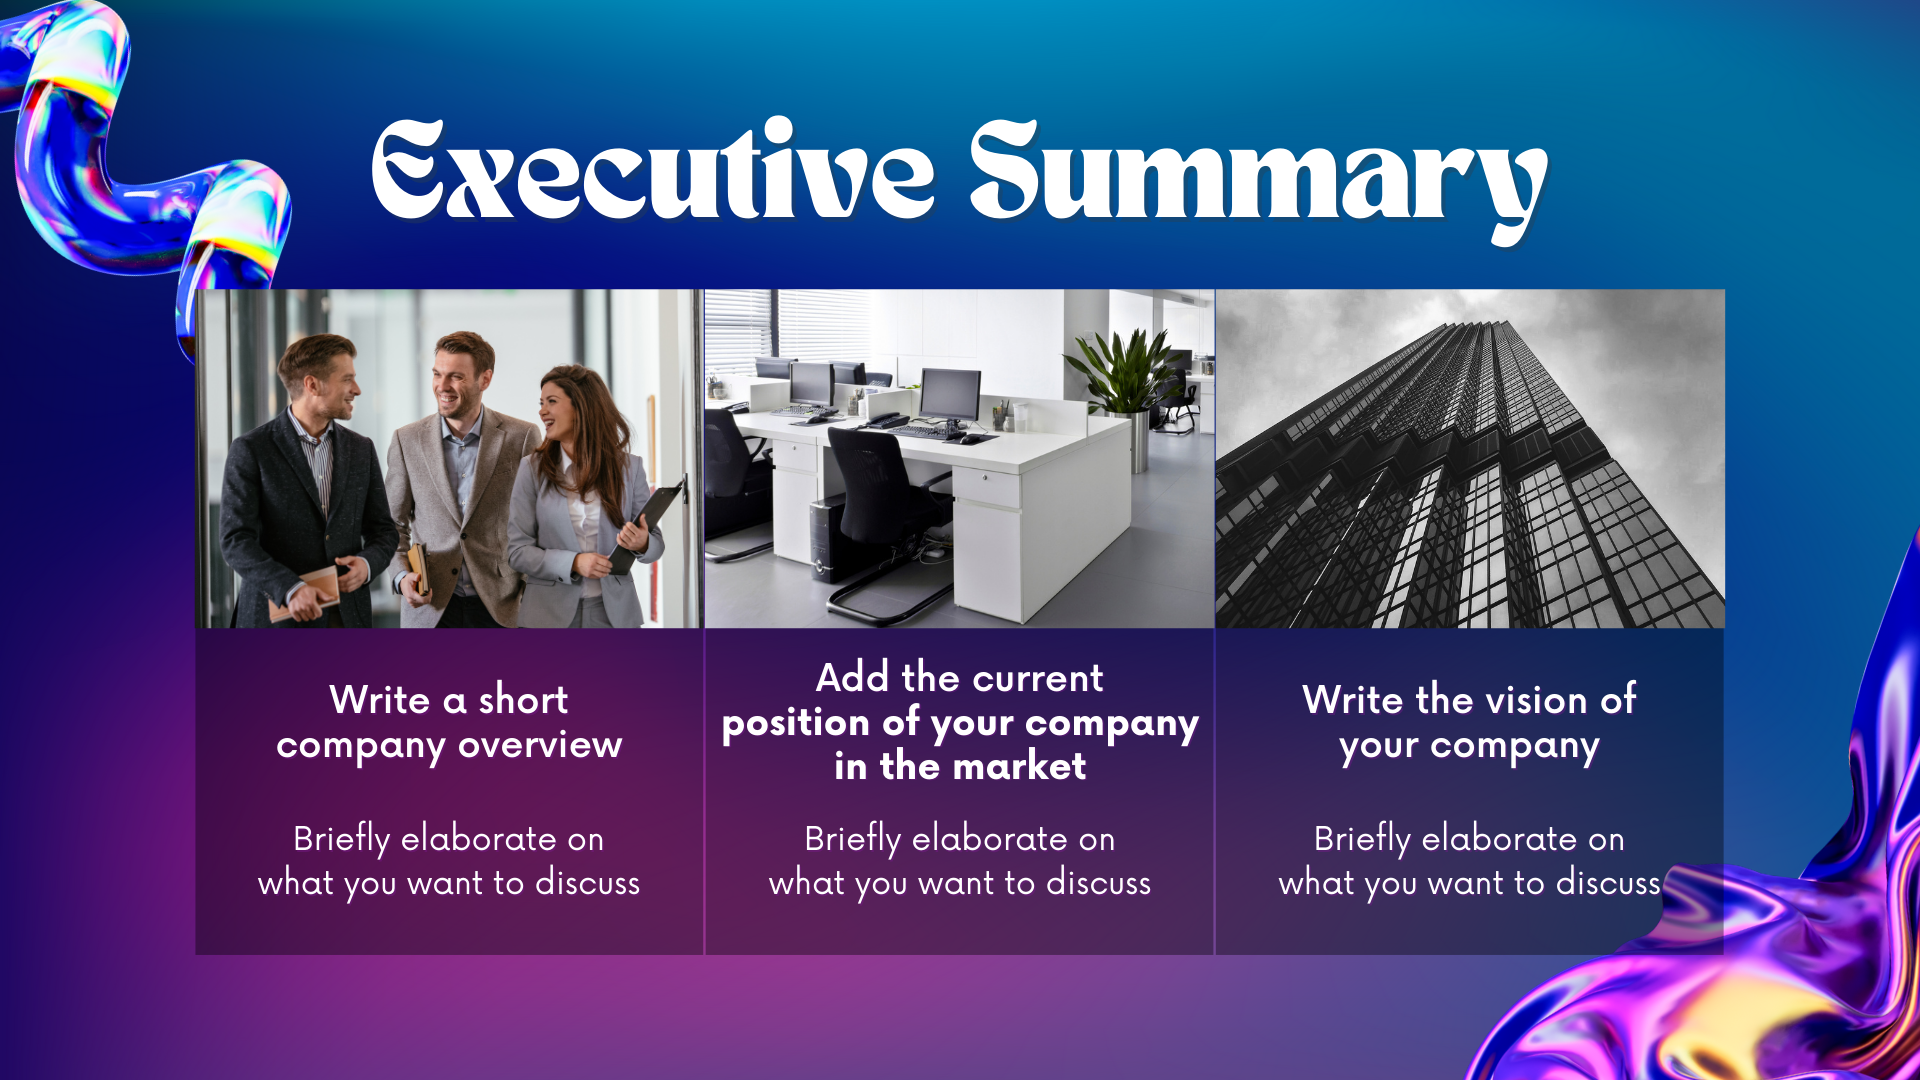 Executive Summary
Write a short
company overview
Briefly elaborate on
what you want to discuss
Add the current
position of your company
in the market
Briefly elaborate on
what you want to discuss
Write the vision of
your company
Briefly elaborate on
what you want to discuss